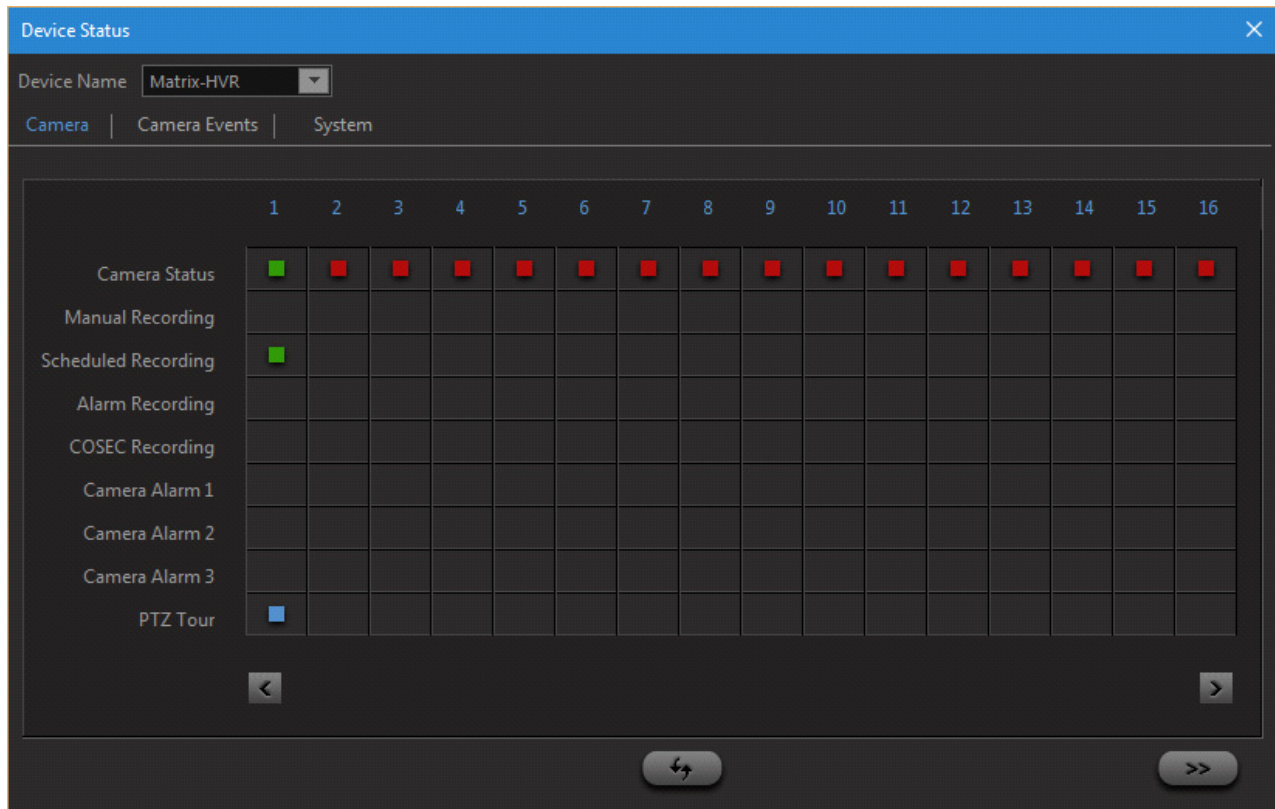 Device Status
Device Name Matrix-HVR
Camera | Camera Events | System
1 2 3 4 5 6 7 8 9 10 11 12 13 14 15 16
Camera Status
Manual Recording
Scheduled Recording
Alarm Recording
COSEC Recording
Camera Alarm 1
Camera Alarm 2
Camera Alarm 3
PTZ Tour
< >
>>